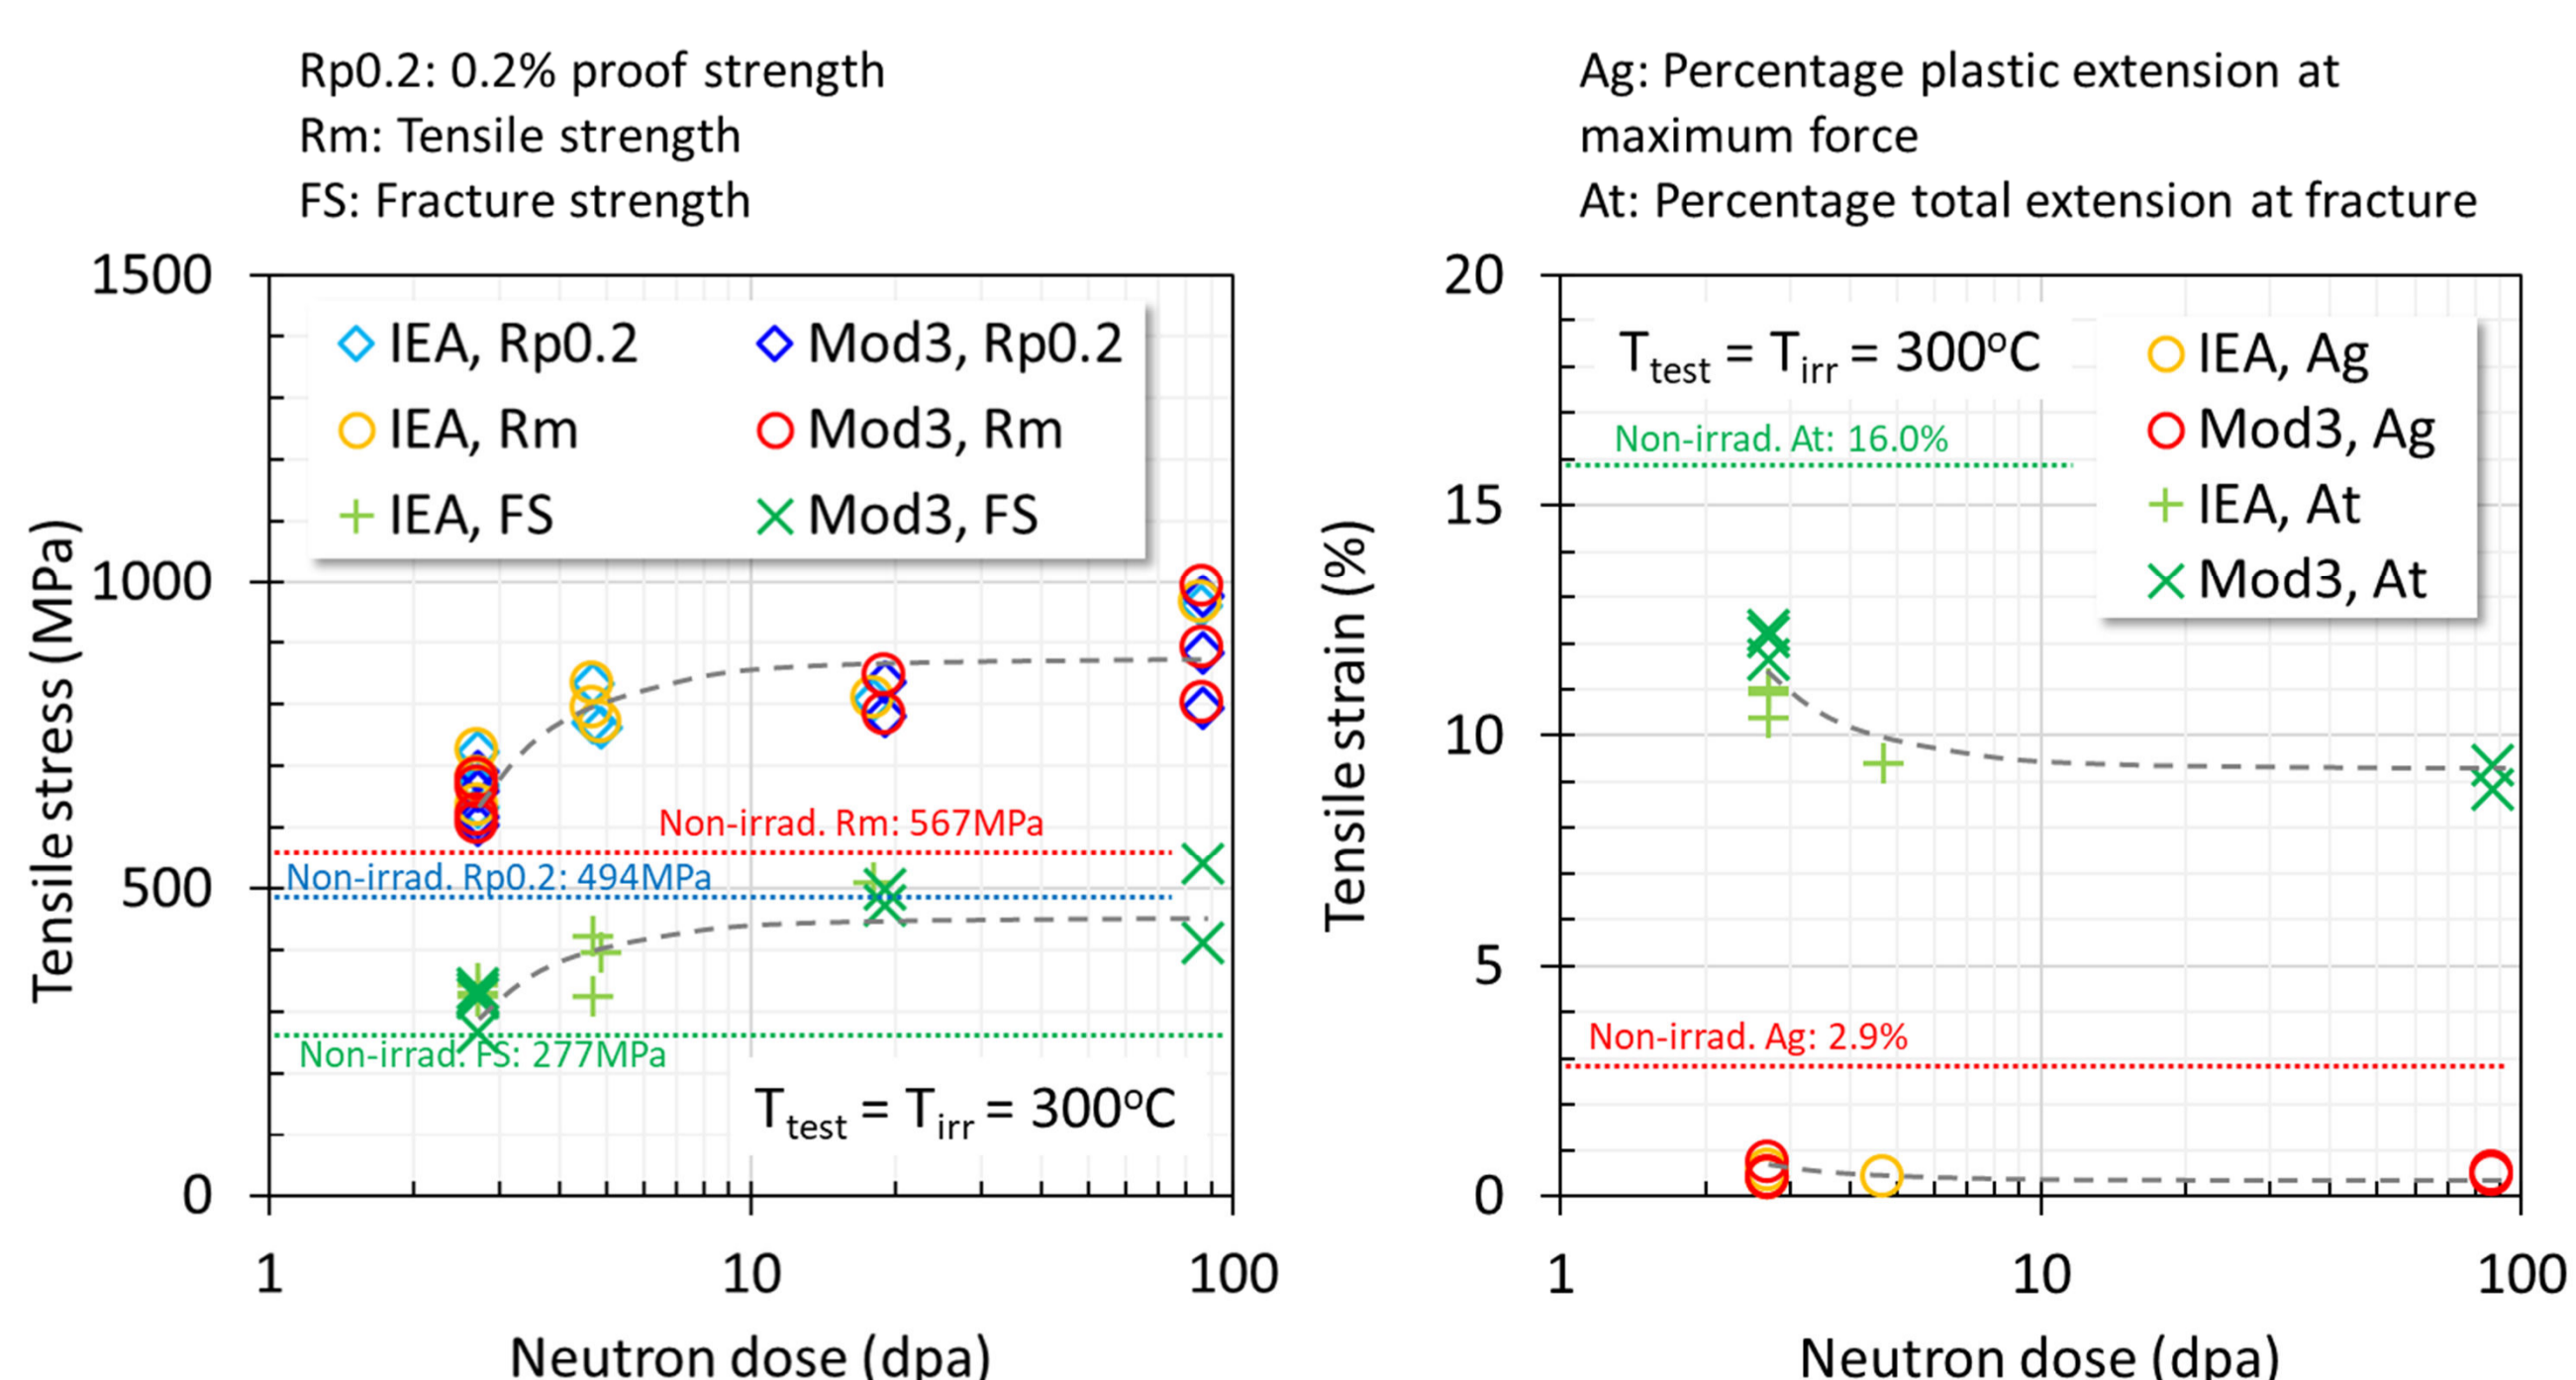 Rp0.2: 0.2% proof strength
Rm: Tensile strength
FS: Fracture strength
1500
1000
500
0
Tensile stress (MPa)
IEA, Rp0.2
Mod3, Rp0.2
IEA, Rm
Mod3, Rm
IEA, FS
Mod3, FS
Non-irrad. Rm: 567MPa
Non-irrad. Rp0.2: 494MPa
Non-irrad. FS: 277MPa
Ttest = Tirr = 300oC
1
10
100
Neutron dose (dpa)
Ag: Percentage plastic extension at
maximum force
At: Percentage total extension at fracture
20
15
10
5
0
Tensile strain (%)
Ttest = Tirr = 300oC
IEA, Ag
Mod3, Ag
IEA, At
Mod3, At
Non-irrad. At: 16.0%
Non-irrad. Ag: 2.9%
1
10
100
Neutron dose (dpa)